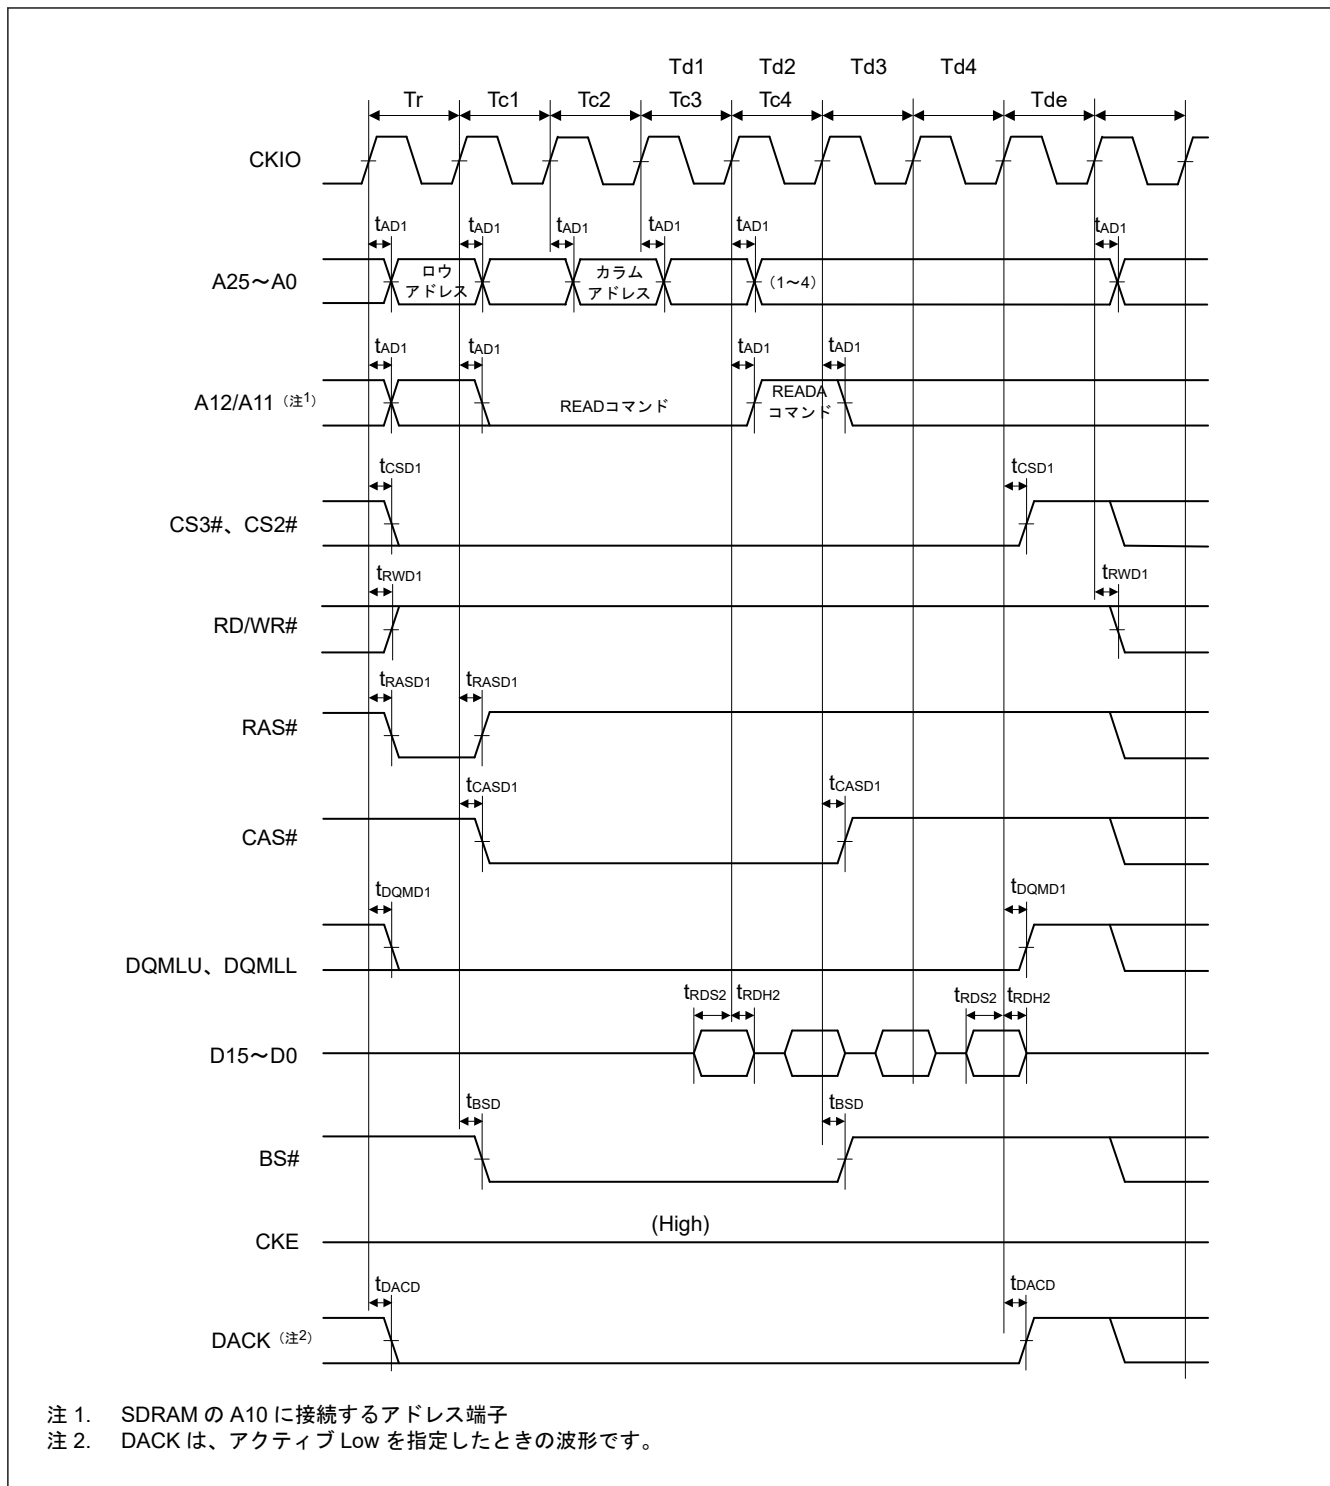 Td1 Td2 Td3 Td4
Tr Tc1 Tc2 Tc3 Tc4 Tde
CKIO
tAD1 tAD1 tAD1 tAD1 tAD1 tAD1
A25～A0
ロウ
アドレス
カラム
アドレス
（1～4）
tAD1 tAD1 tAD1 tAD1
A12/A11（注1）
READコマンド
READA
コマンド
tCSD1 tCSD1
CS3#、CS2#
tRWD1 tRWD1
RD/WR#
tRASD1 tRASD1
RAS#
tCASD1 tCASD1
CAS#
tDQMD1 tDQMD1
DQMLU、DQMLL
tRDS2 tRDH2 tRDS2 tRDH2
D15～D0
tBSD tBSD
BS#
(High)
CKE
tDACD tDACD
DACK（注2）
注 1. SDRAM の A10 に接続するアドレス端子
注 2. DACK は、アクティブ Low を指定したときの波形です。